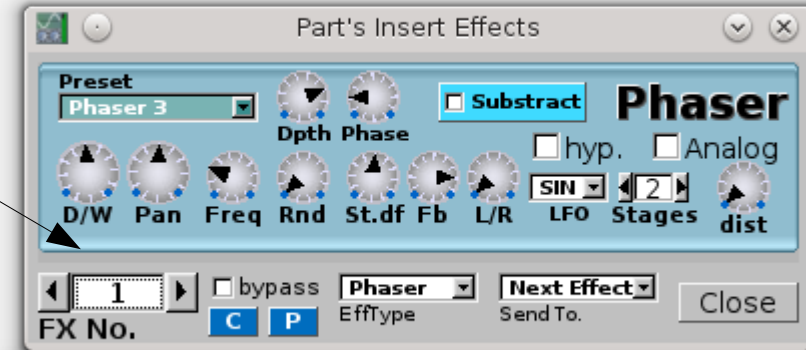 Part's Insert Effects
Preset
Phaser 3
Dpth Phase
Substract
Phaser
hyp. Analog
D/W Pan Freq Rnd St.df Fb L/R
SIN
LFO
2
Stages
dist
1
FX No.
bypass
C P
Phaser
EffType
Next Effect
Send To.
Close